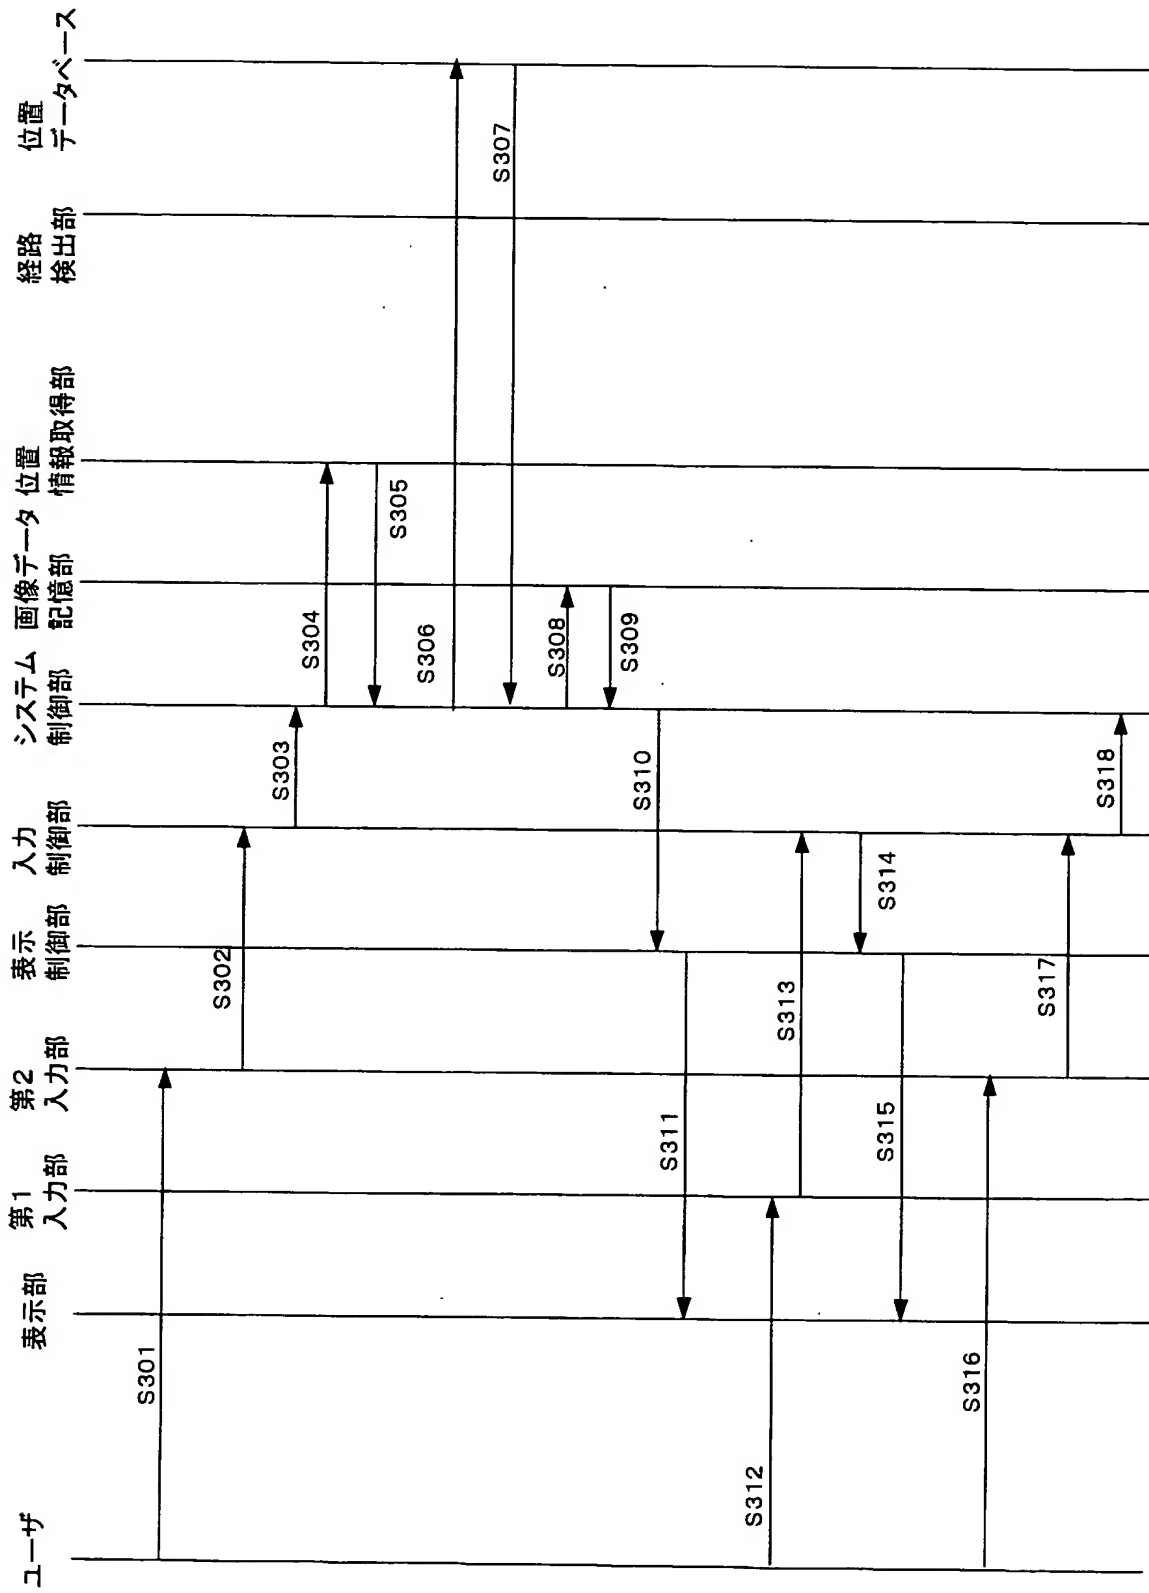 ユーザ
表示部
第1
入力部
第2
入力部
表示
制御部
入力
制御部
システム
制御部
画像データ
記憶部
位置
情報取得部
経路
検出部
位置
データベース
S301
S302
S303
S304
S305
S306
S307
S308
S309
S310
S311
S312
S313
S314
S315
S316
S317
S318